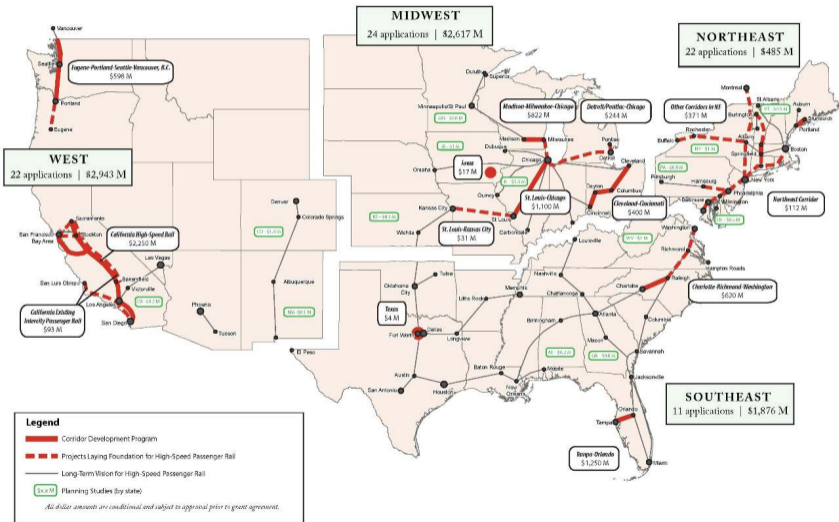 MIDWEST
24 applications | $2,617 M
NORTHEAST
22 applications | $485 M
WEST
22 applications | $2,943 M
SOUTHEAST
11 applications | $1,876 M
Vancouver
Seattle
Eugene-Portland-Seattle-Vancouver, B.C.
$598 M
Portland
Eugene
Sacramento
San Francisco
Bay Area
Stockton
California High-Speed Rail
$2,250 M
Las Vegas
Bakersfield
Victorville
San Luis Obispo
Los Angeles
San Diego
California Existing
Intercity Passenger Rail
$93 M
Phoenix
Tucson
Denver
Colorado Springs
Albuquerque
El Paso
Duluth
Superior
Minneapolis/St Paul
Madison-Milwaukee-Chicago
$822 M
Detroit/Pontiac-Chicago
$244 M
Madison
Milwaukee
Dubuque
Pontiac
Detroit
Chicago
Iowa
$17 M
Omaha
Quincy
Cleveland
Columbus
Dayton
Cincinnati
St. Louis-Chicago
$1,100 M
Cleveland-Cincinnati
$400 M
Kansas City
St. Louis
Carbondale
St. Louis-Kansas City
$31 M
Wichita
Louisville
Other Corridors in NE
$371 M
Montreal
St Albans
Burlington
Auburn
Brunswick
Portland
Rochester
Buffalo
Albany
Boston
Springfield
New York
Pittsburgh
Harrisburg
Philadelphia
Baltimore
Wilmington
Northeast Corridor
$112 M
Washington
Richmond
Hampton Roads
Raleigh
Charlotte
Charlotte-Richmond-Washington
$620 M
Oklahoma
City
Tulsa
Little Rock
Memphis
Nashville
Chattanooga
Atlanta
Columbia
Birmingham
Macon
Savannah
Texas
$4 M
Dallas
Fort Worth
Longview
Austin
San Antonio
Houston
Baton Rouge
New
Orleans
Mobile
Jacksonville
Orlando
Tampa
Miami
Tampa-Orlando
$1,250 M
Legend
Corridor Development Program
Projects Laying Foundation for High-Speed Passenger Rail
Long-Term Vision for High-Speed Passenger Rail
Planning Studies (by state)
All dollar amounts are conditional and subject to approval prior to grant agreement.